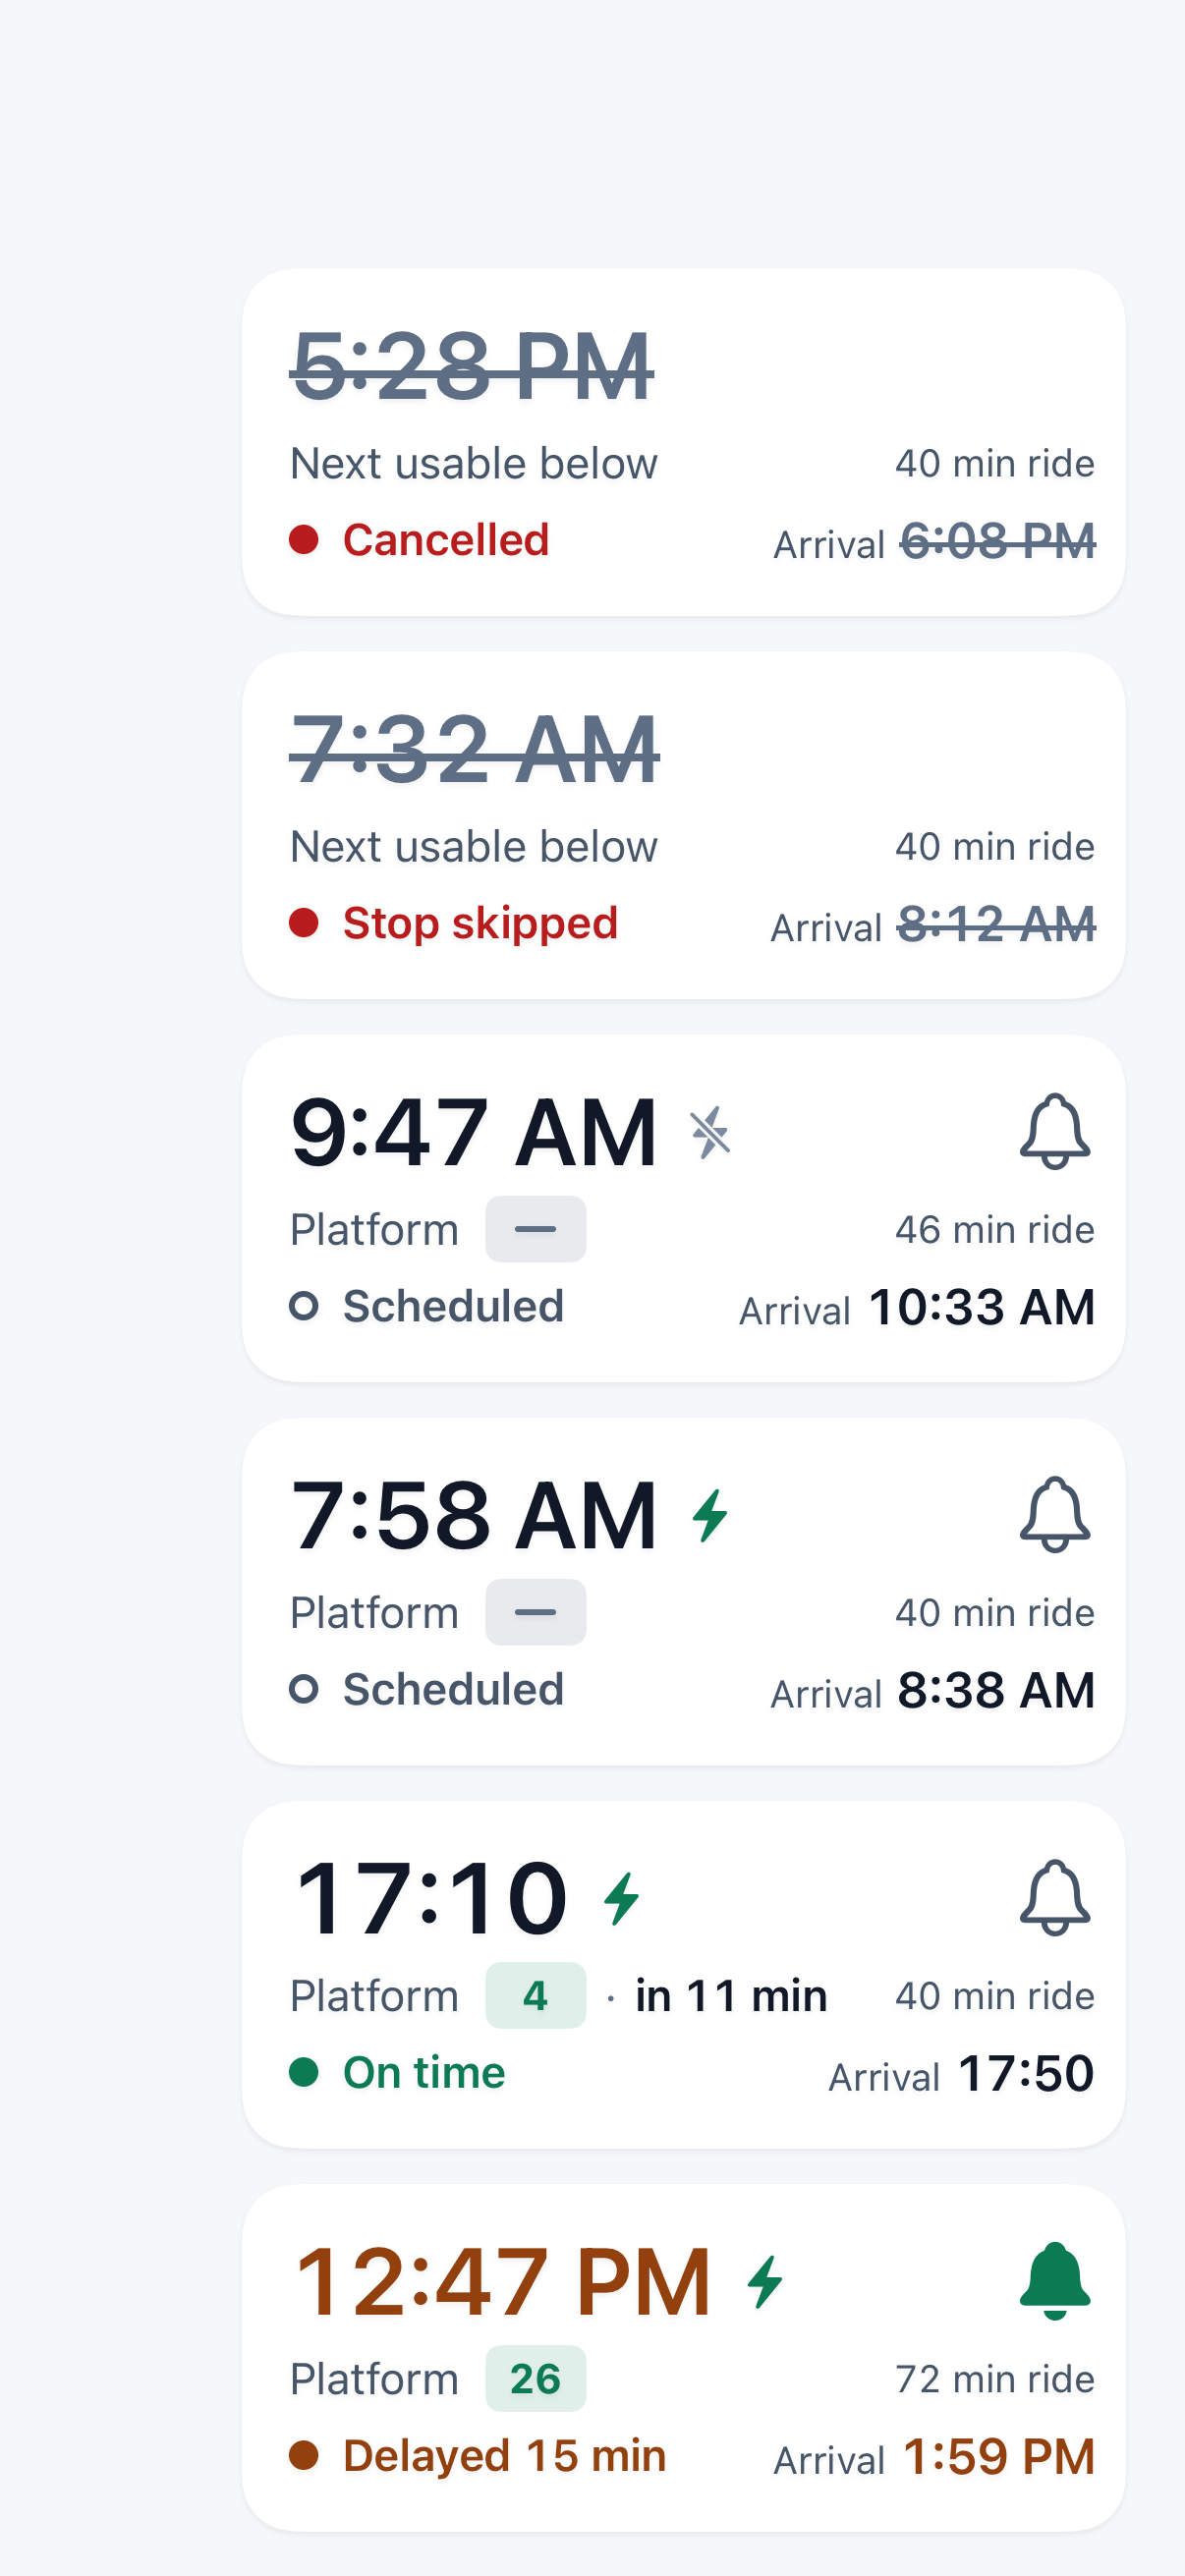 5:28 PM
Next usable below 40 min ride
Cancelled Arrival 6:08 PM
7:32 AM
Next usable below 40 min ride
Stop skipped Arrival 8:12 AM
9:47 AM
Platform — 46 min ride
Scheduled Arrival 10:33 AM
7:58 AM
Platform — 40 min ride
Scheduled Arrival 8:38 AM
17:10
Platform 4 · in 11 min 40 min ride
On time Arrival 17:50
12:47 PM
Platform 26 72 min ride
Delayed 15 min Arrival 1:59 PM